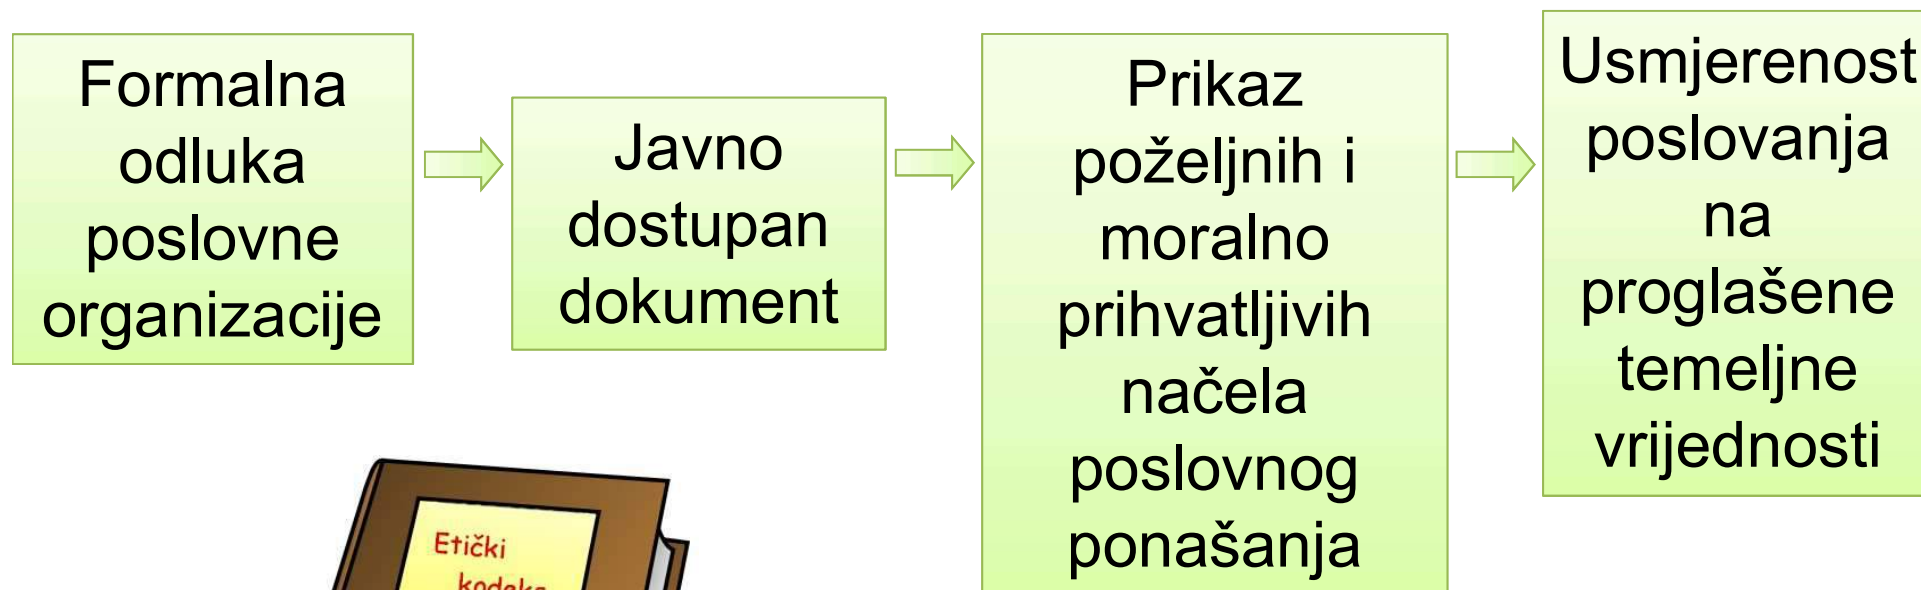 Formalna
odluka
poslovne
organizacije
Javno
dostupan
dokument
Prikaz
poželjnih i
moralno
prihvatljivih
načela
poslovnog
ponašanja
Usmjerenost
poslovanja
na
proglašene
temeljne
vrijednosti
Etički
kodeks